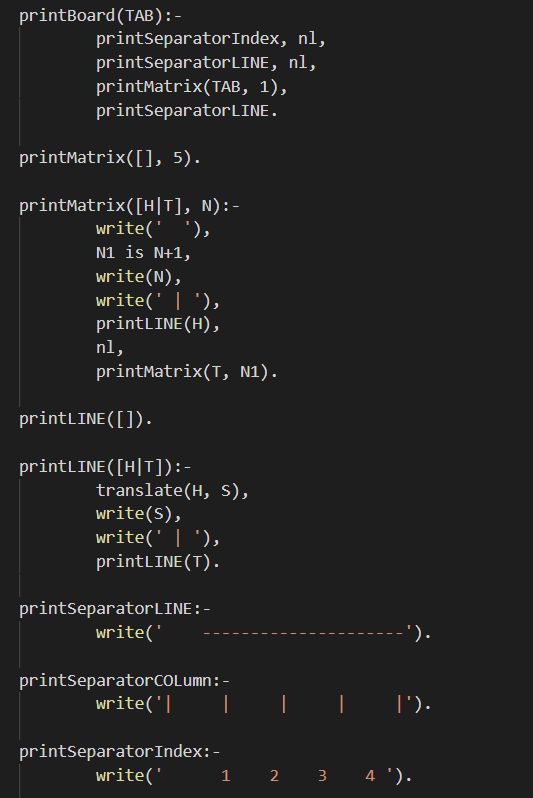 printBoard(TAB):-
        printSeparatorIndex, nl,
        printSeparatorLINE, nl,
        printMatrix(TAB, 1),
        printSeparatorLINE.

printMatrix([], 5).

printMatrix([H|T], N):-
        write('  '),
        N1 is N+1,
        write(N),
        write(' | '),
        printLINE(H),
        nl,
        printMatrix(T, N1).

printLINE([]).

printLINE([H|T]):-
        translate(H, S),
        write(S),
        write(' | '),
        printLINE(T).

printSeparatorLINE:-
        write('    ---------------------').

printSeparatorCOLumn:-
        write('|     |     |     |     |').

printSeparatorIndex:-
        write('      1    2    3    4 ').